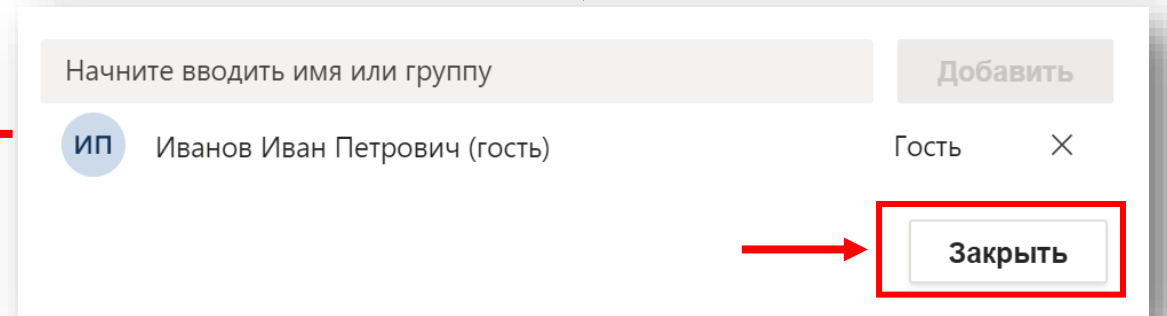 Начните вводить имя или группу Добавить
ИП Иванов Иван Петрович (гость) Гость
Закрыть